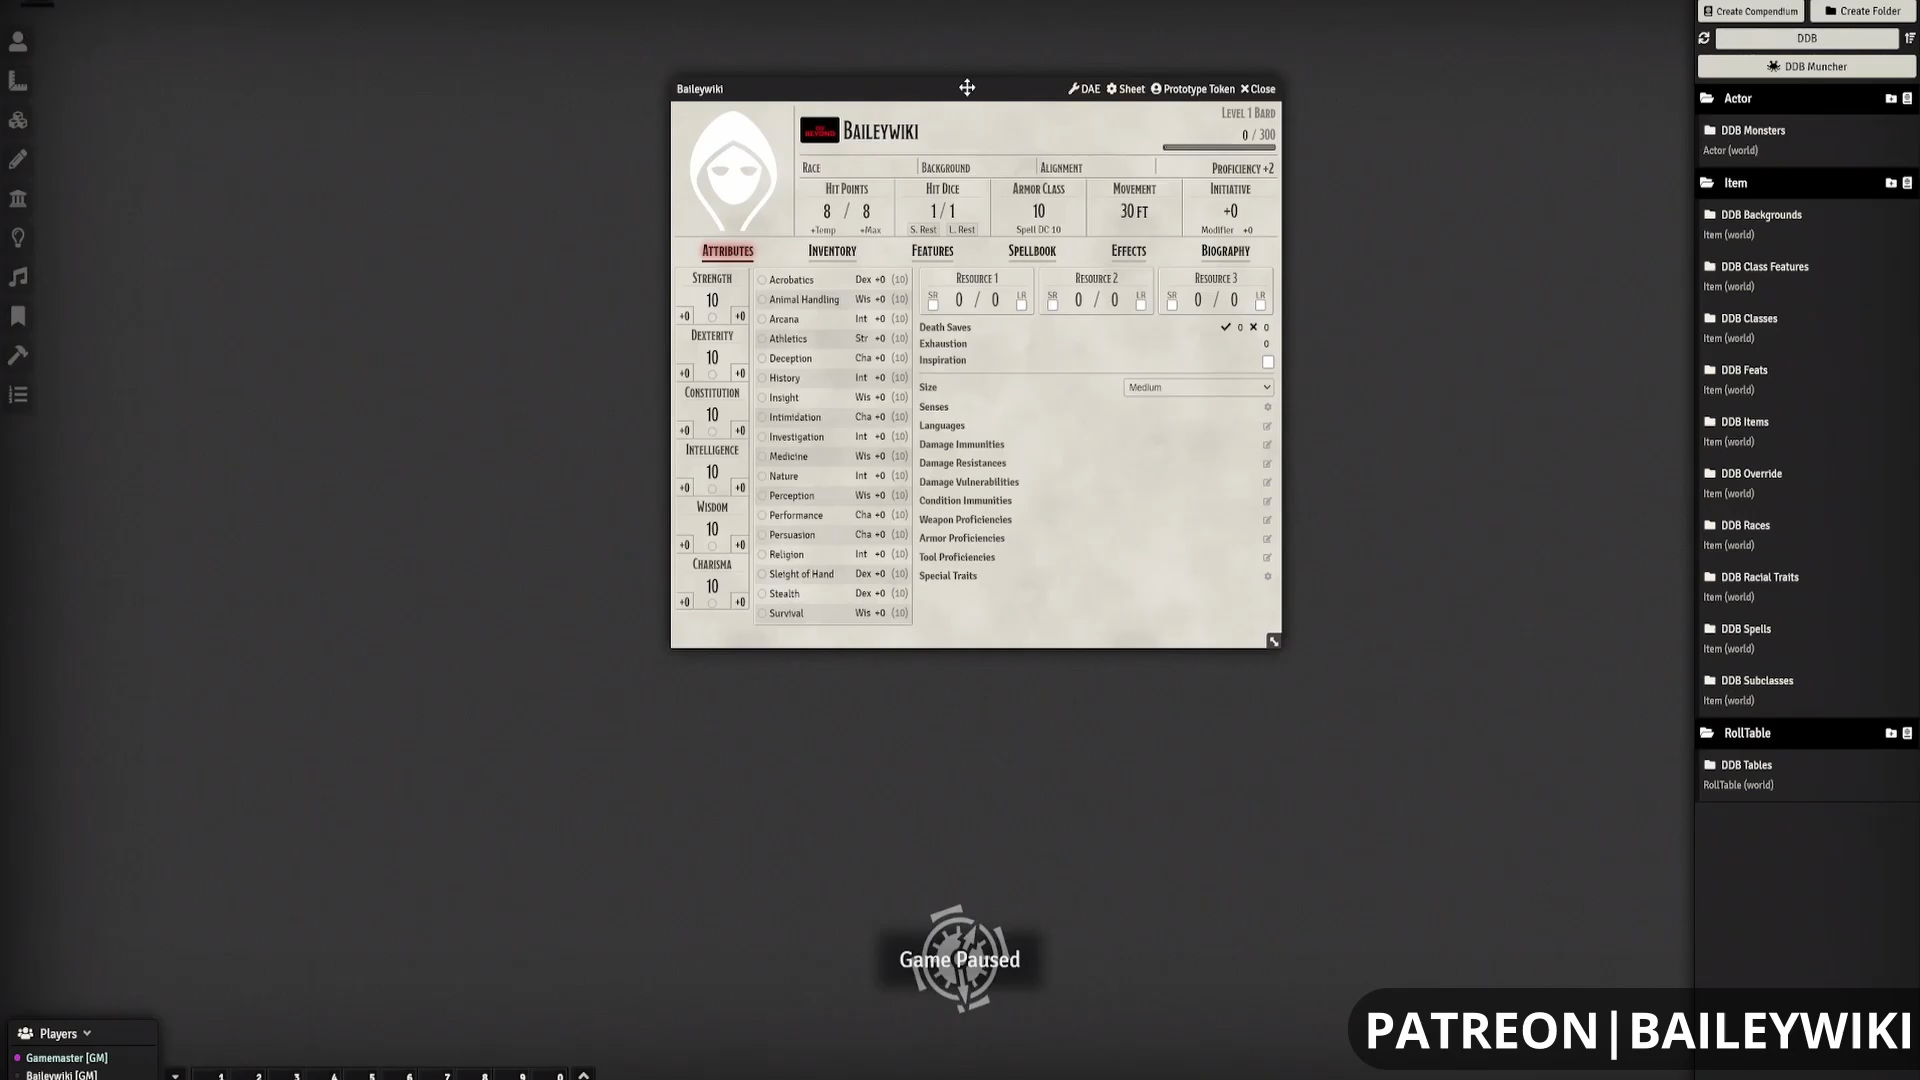 Create Compendium Create Folder
DDB
DDB Muncher
Baileywiki DAE Sheet Prototype Token Close
BEYOND BAILEYWIKI LEVEL 1 BARD
0 / 300
RACE BACKGROUND ALIGNMENT PROFICIENCY +2
HIT POINTS HIT DICE ARMOR CLASS MOVEMENT INITIATIVE
8 / 8 1 / 1 10 30 FT +0
+Temp +Max S. Rest L. Rest Spell DC 10 Modifier +0
ATTRIBUTES INVENTORY FEATURES SPELLBOOK EFFECTS BIOGRAPHY
STRENGTH
10
+0 +0
DEXTERITY
10
+0 +0
CONSTITUTION
10
+0 +0
INTELLIGENCE
10
+0 +0
WISDOM
10
+0 +0
CHARISMA
10
+0 +0
Acrobatics Dex +0 (10)
Animal Handling Wis +0 (10)
Arcana Int +0 (10)
Athletics Str +0 (10)
Deception Cha +0 (10)
History Int +0 (10)
Insight Wis +0 (10)
Intimidation Cha +0 (10)
Investigation Int +0 (10)
Medicine Wis +0 (10)
Nature Int +0 (10)
Perception Wis +0 (10)
Performance Cha +0 (10)
Persuasion Cha +0 (10)
Religion Int +0 (10)
Sleight of Hand Dex +0 (10)
Stealth Dex +0 (10)
Survival Wis +0 (10)
RESOURCE 1 RESOURCE 2 RESOURCE 3
SR 0 / 0 LR SR 0 / 0 LR SR 0 / 0 LR
Death Saves 0 0
Exhaustion 0
Inspiration
Size Medium
Senses
Languages
Damage Immunities
Damage Resistances
Damage Vulnerabilities
Condition Immunities
Weapon Proficiencies
Armor Proficiencies
Tool Proficiencies
Special Traits
Actor
DDB Monsters
Actor (world)
Item
DDB Backgrounds
Item (world)
DDB Class Features
Item (world)
DDB Classes
Item (world)
DDB Feats
Item (world)
DDB Items
Item (world)
DDB Override
Item (world)
DDB Races
Item (world)
DDB Racial Traits
Item (world)
DDB Spells
Item (world)
DDB Subclasses
Item (world)
RollTable
DDB Tables
RollTable (world)
Game Paused
Players
Gamemaster [GM]
Baileywiki [GM]
1 2 3 4 5 6 7 8 9 0
PATREON|BAILEYWIKI